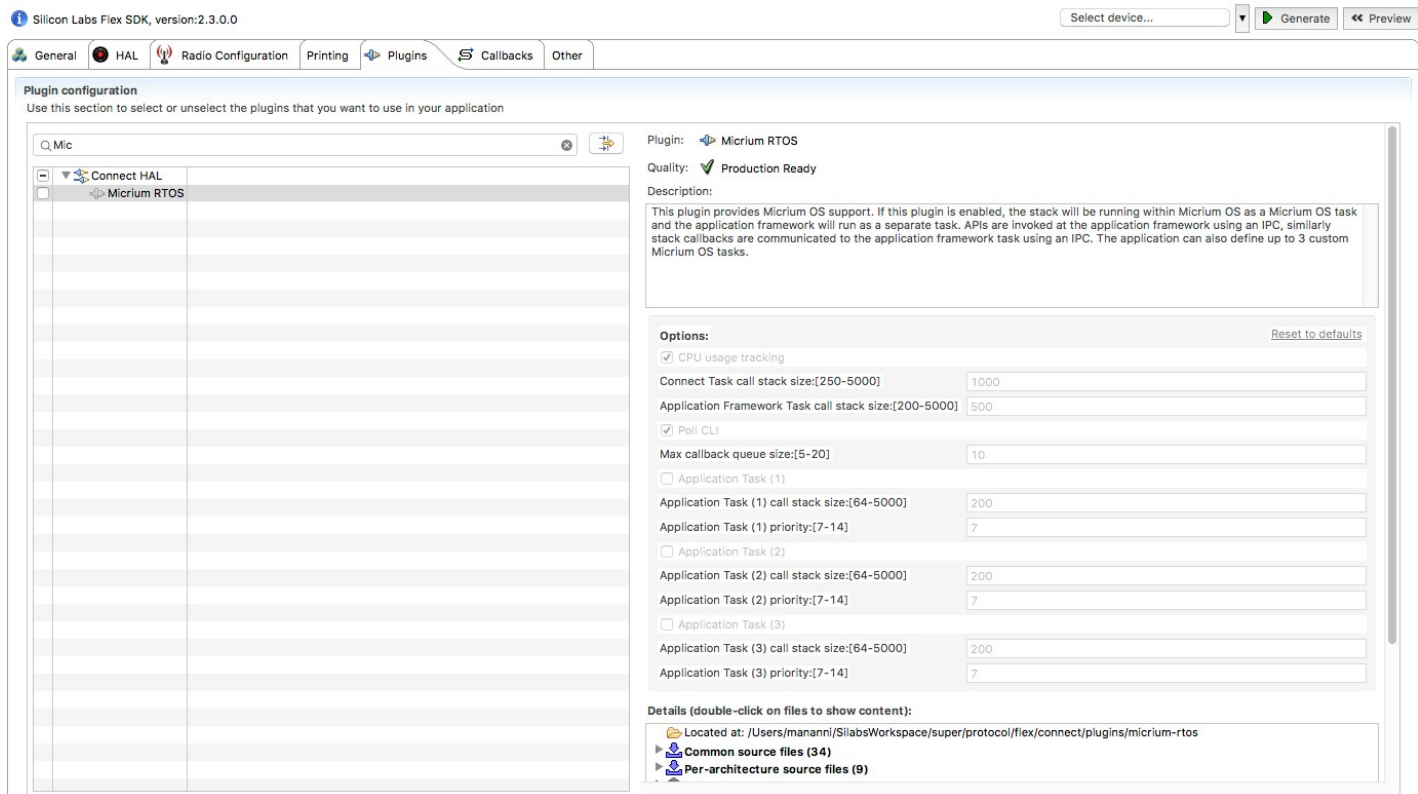 Silicon Labs Flex SDK, version:2.3.0.0
Select device...
Generate
Preview
General
HAL
Radio Configuration
Printing
Plugins
Callbacks
Other
Plugin configuration
Use this section to select or unselect the plugins that you want to use in your application
Mic
Connect HAL
Micrium RTOS
Plugin: Micrium RTOS
Quality: Production Ready
Description:
This plugin provides Micrium OS support. If this plugin is enabled, the stack will be running within Micrium OS as a Micrium OS task
and the application framework will run as a separate task. APIs are invoked at the application framework using an IPC, similarly
stack callbacks are communicated to the application framework task using an IPC. The application can also define up to 3 custom
Micrium OS tasks.
Options:
Reset to defaults
CPU usage tracking
Connect Task call stack size:[250-5000] 1000
Application Framework Task call stack size:[200-5000] 500
Poll CLI
Max callback queue size:[5-20] 10
Application Task (1)
Application Task (1) call stack size:[64-5000] 200
Application Task (1) priority:[7-14] 7
Application Task (2)
Application Task (2) call stack size:[64-5000] 200
Application Task (2) priority:[7-14] 7
Application Task (3)
Application Task (3) call stack size:[64-5000] 200
Application Task (3) priority:[7-14] 7
Details (double-click on files to show content):
Located at: /Users/mananni/SilabsWorkspace/super/protocol/flex/connect/plugins/micrium-rtos
Common source files (34)
Per-architecture source files (9)